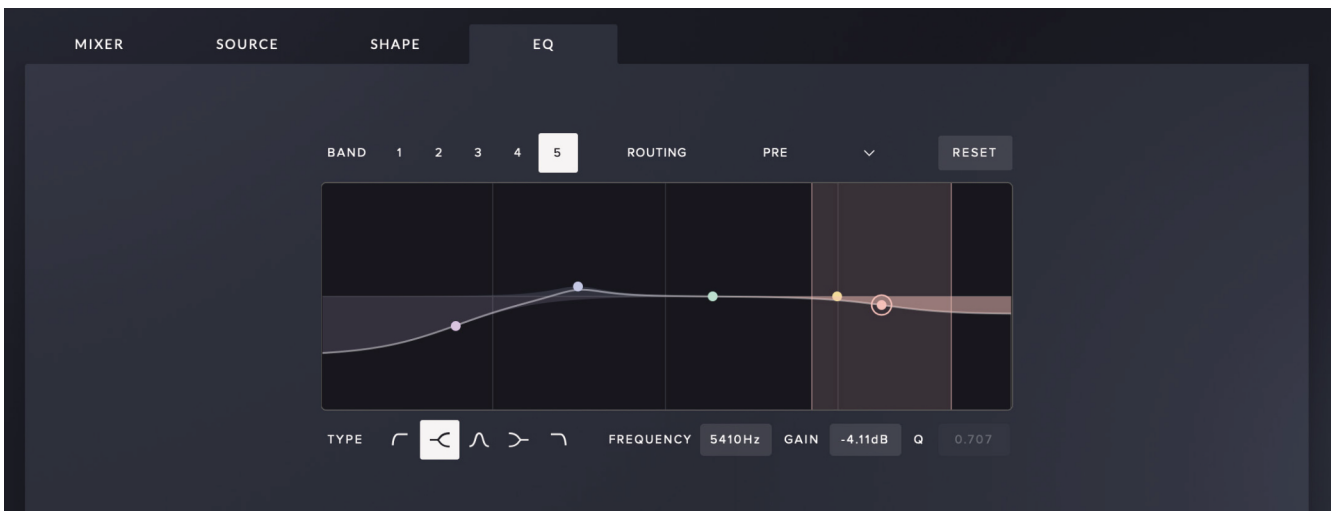 MIXER SOURCE SHAPE EQ
BAND 1 2 3 4 5 ROUTING PRE RESET
TYPE FREQUENCY 5410Hz GAIN -4.11dB Q 0.707